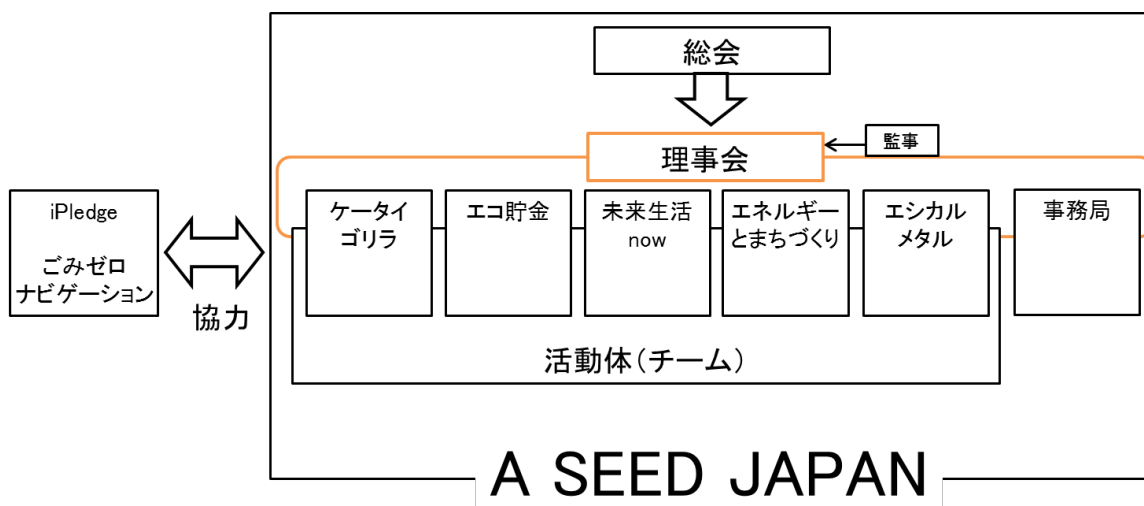 総会
理事会
監事
iPledge
ごみゼロ
ナビゲーション
協力
ケータイ
ゴリラ
エコ貯金
未来生活
now
エネルギー
とまちづくり
エシカル
メタル
事務局
活動体(チーム)
A SEED JAPAN